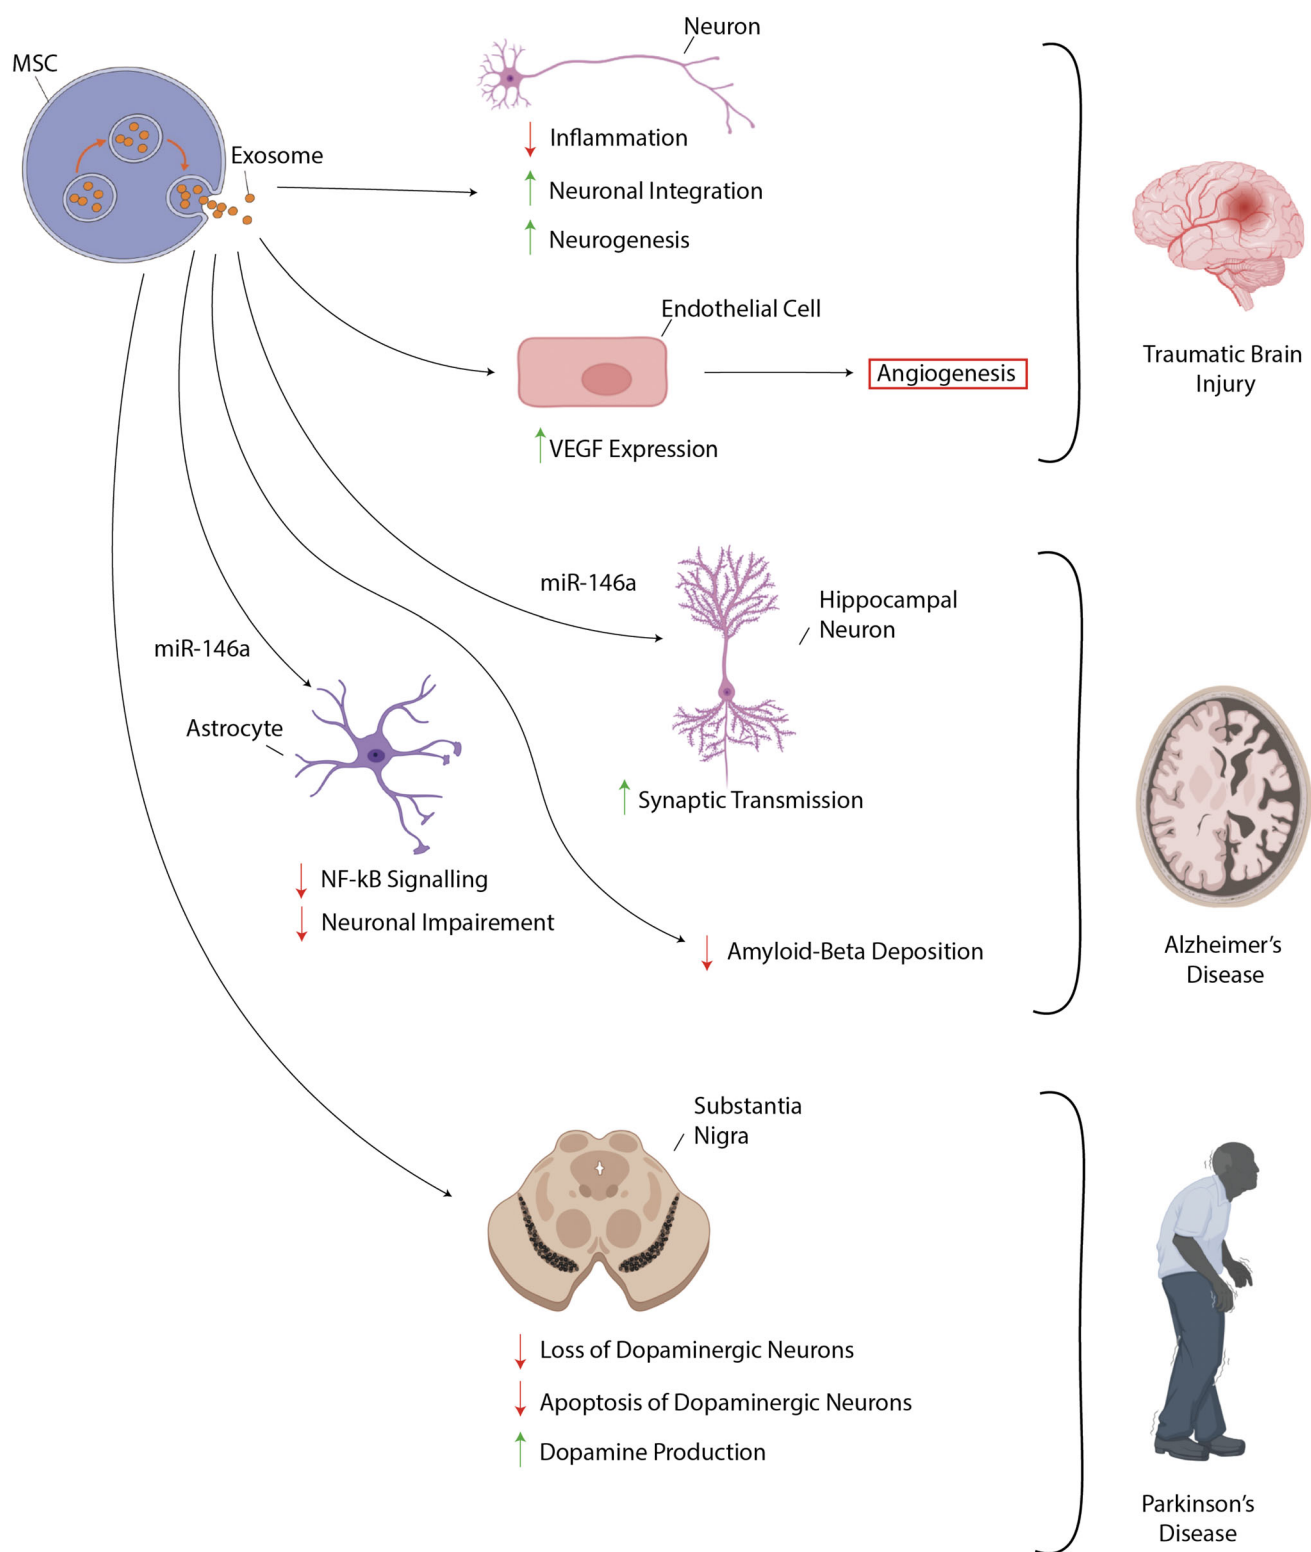 MSC
Exosome
Neuron
Inflammation
Neuronal Integration
Neurogenesis
Endothelial Cell
Angiogenesis
VEGF Expression
Traumatic Brain
Injury
miR-146a
Hippocampal
Neuron
Synaptic Transmission
miR-146a
Astrocyte
NF-kB Signalling
Neuronal Impairement
Amyloid-Beta Deposition
Alzheimer's
Disease
Substantia
Nigra
Loss of Dopaminergic Neurons
Apoptosis of Dopaminergic Neurons
Dopamine Production
Parkinson's
Disease